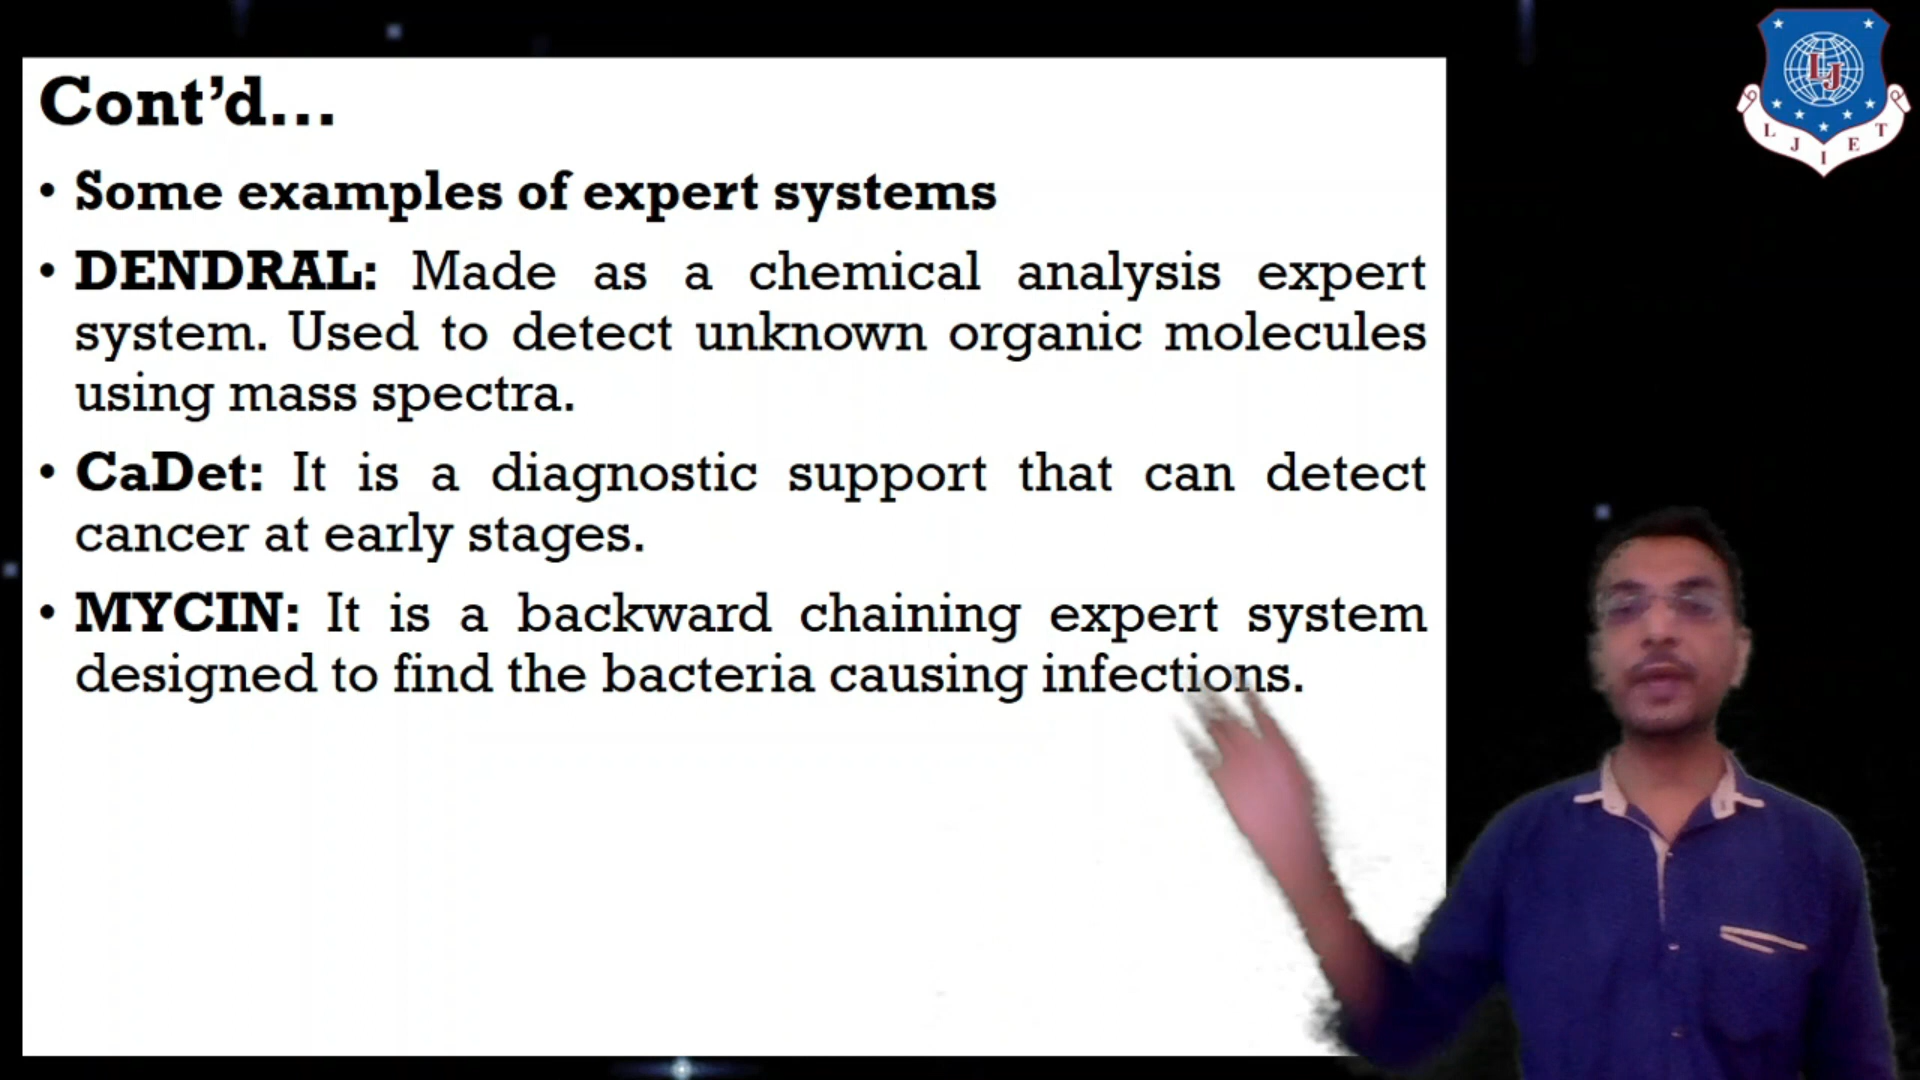 Cont’d…
• Some examples of expert systems
• DENDRAL: Made as a chemical analysis expert
system. Used to detect unknown organic molecules
using mass spectra.
• CaDet: It is a diagnostic support that can detect
cancer at early stages.
• MYCIN: It is a backward chaining expert system
designed to find the bacteria causing infections.
LJ
L J I E T